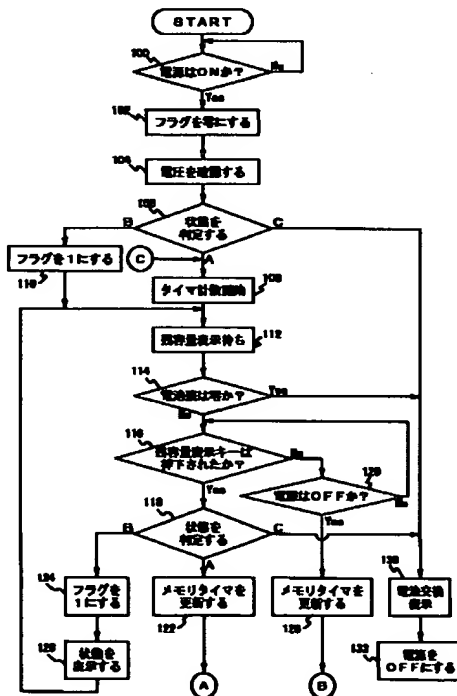 START
100
電源はONか?
No
Yes
102
フラグを零にする
104
電圧を確認する
106
状態を
判定する
B
C
A
C
フラグを1にする
110
タイマ計数開始
108
残容量表示待ち
112
114
Yes
No
116
残容量表示キーは
押下されたか?
No
Yes
電源はOFFか?
No
Yes
118
状態を
判定する
B
C
A
124
フラグを
1にする
メモリタイマを
更新する
122
メモリタイマを
更新する
128
130
電池交換
表示
126
状態を
表示する
132
電源を
OFFにする
A
B